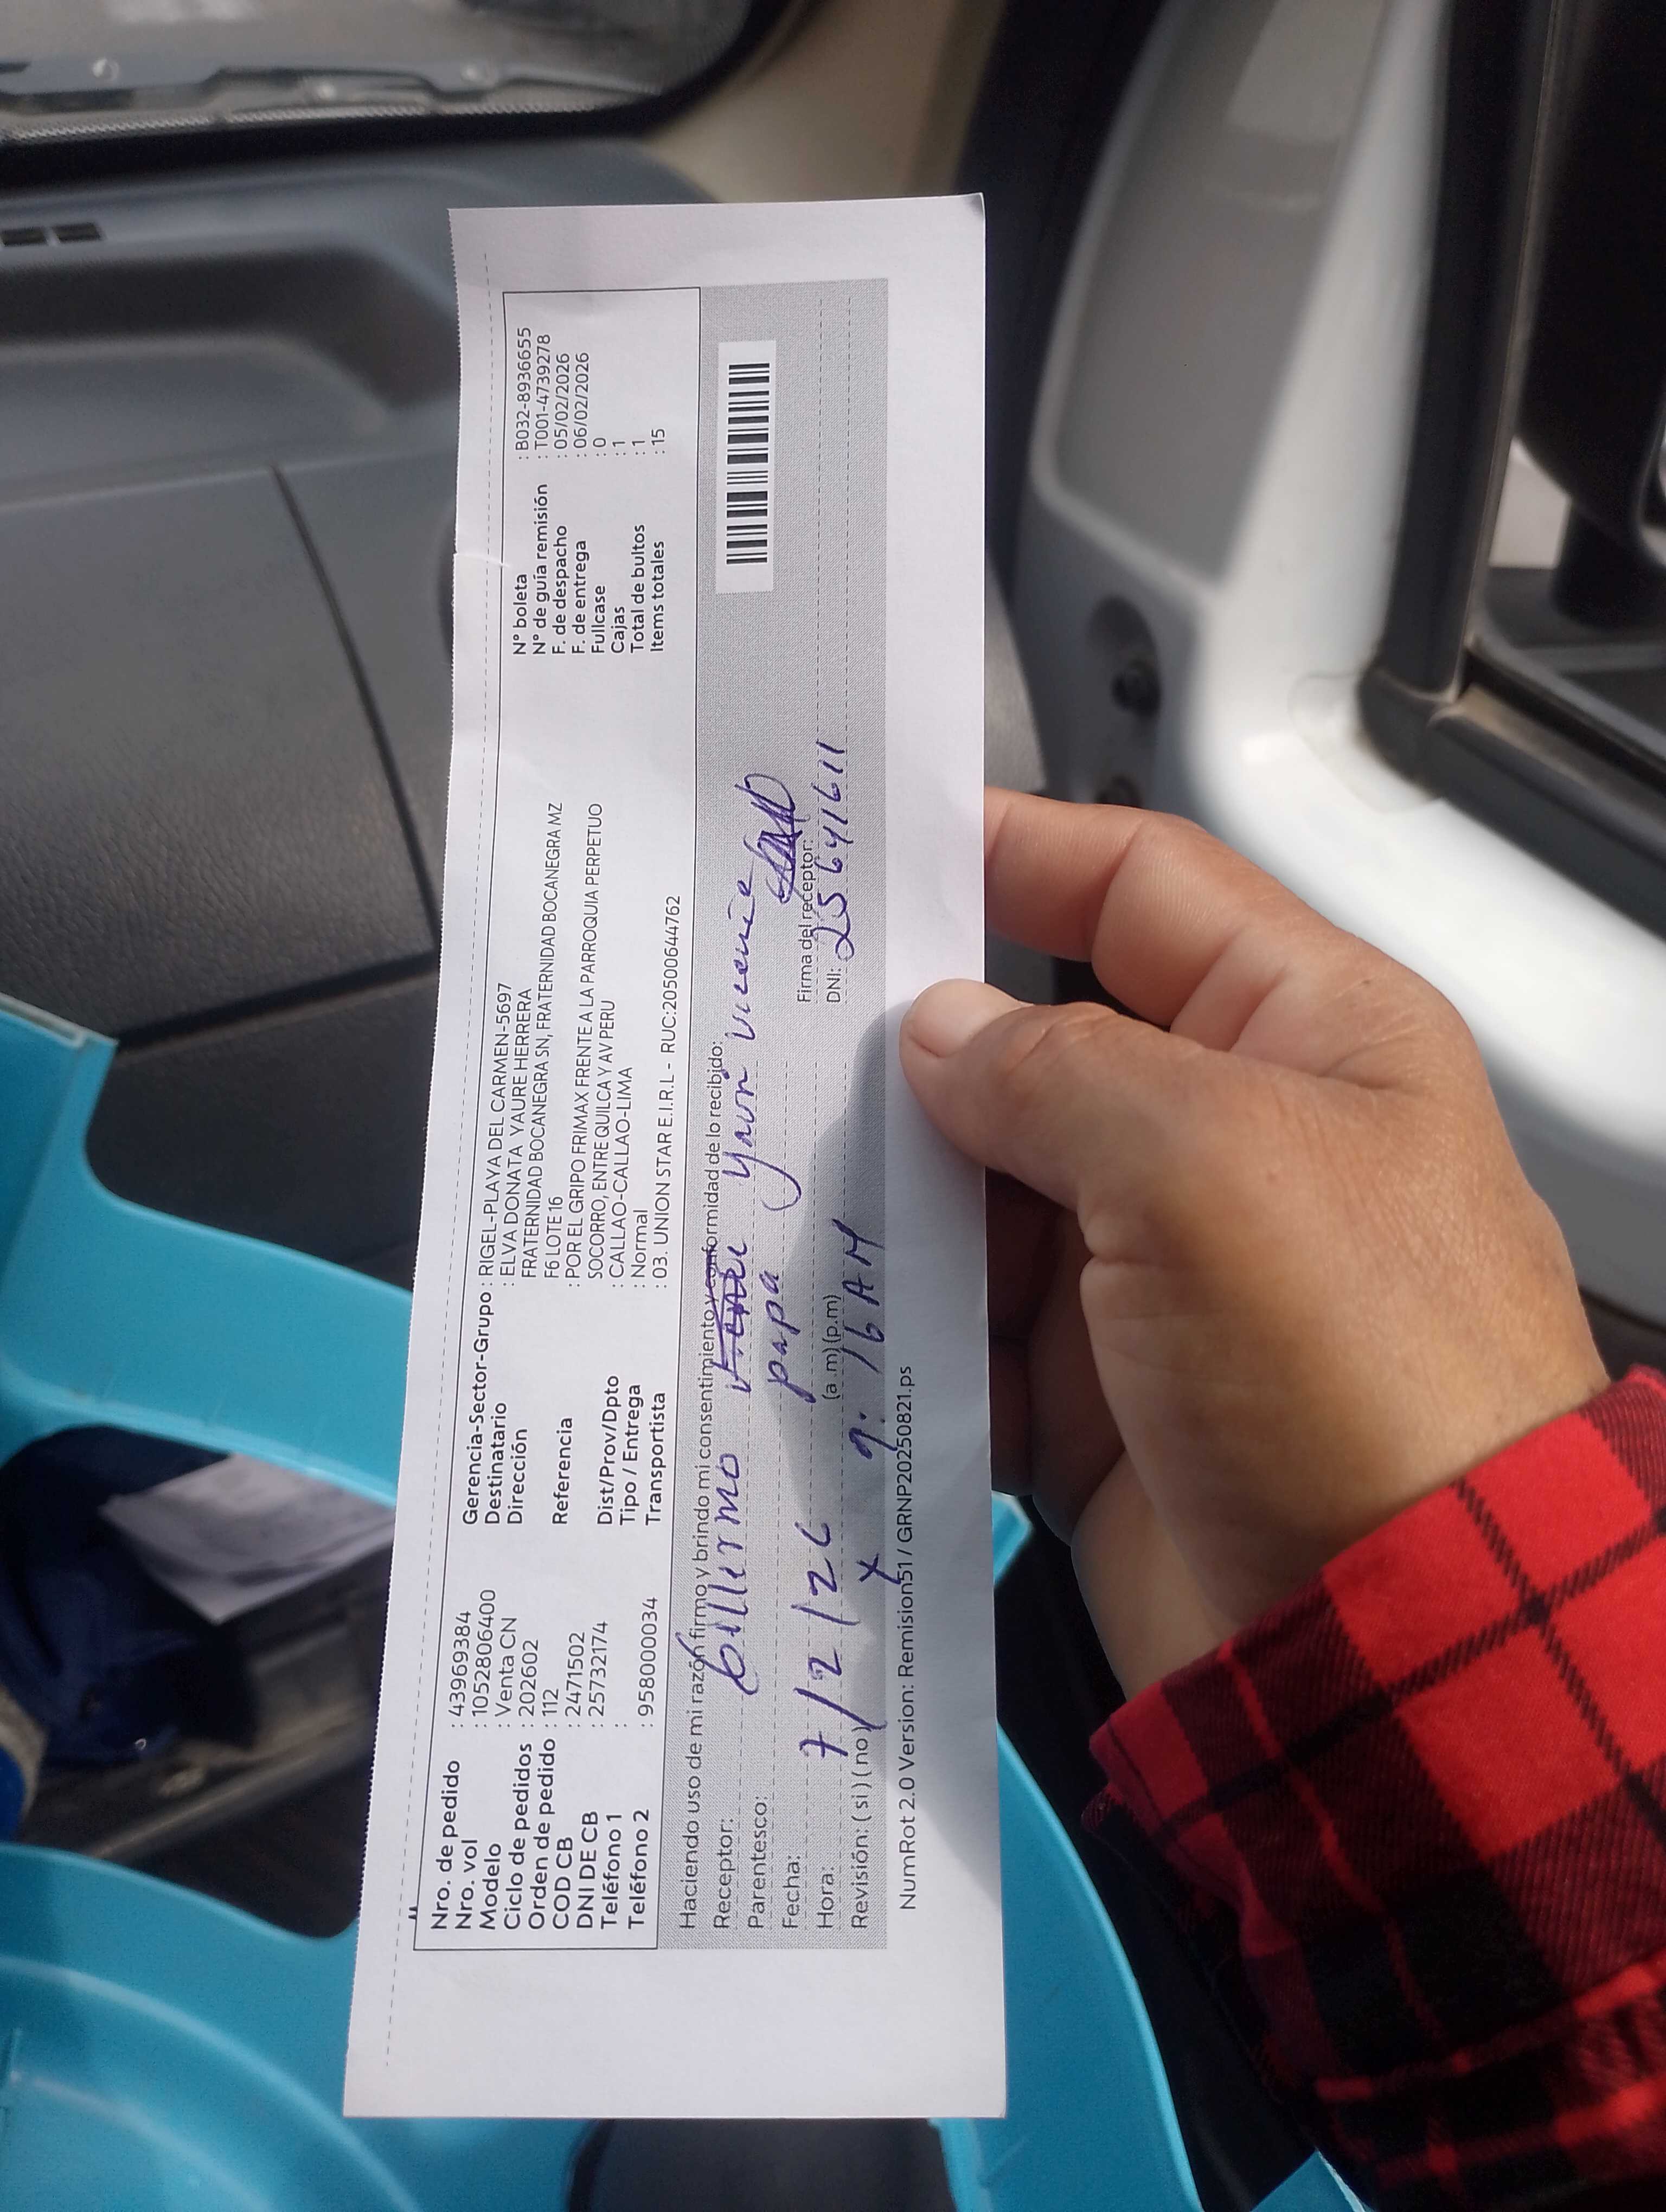 Nro. de pedido : 43969384
Nro. vol : 1052806400
Modelo : Venta CN
Ciclo de pedidos : 202602
Orden de pedido : 112
COD CB : 2471502
DNI DE CB : 25732174
Teléfono 1 :
Teléfono 2 : 958000034
Gerencia-Sector-Grupo : RIGEL-PLAYA DEL CARMEN-5697
Destinatario : ELVA DONATA YAURE HERRERA
Dirección FRATERNIDAD BOCANEGRA SN, FRATERNIDAD BOCANEGRA MZ
F6 LOTE 16
Referencia : POR EL GRIPO FRIMAX FRENTE A LA PARROQUIA PERPETUO
SOCORRO, ENTRE QUILCA Y AV PERU
Dist/Prov/Dpto : CALLAO-CALLAO-LIMA
Tipo / Entrega : Normal
Transportista : 03. UNION STAR E.I.R.L - RUC:20500644762
N° boleta : B032-8936655
N° de guía remisión : T001-4739278
F. de despacho : 05/02/2026
F. de entrega : 06/02/2026
Fullcase : 0
Cajas : 1
Total de bultos : 1
Items totales : 15
Haciendo uso de mi razón firmo y brindo mi consentimiento y conformidad de lo recibido:
Receptor:
Parentesco: papa
Fecha: 7/2/26
Firma del receptor:
Hora: 9:16 AM (a.m) (p.m)
DNI: 25641611
Revisión: ( si ) ( no ) x
NumRot 2.0 Version: Remision51 / GRNP20250821.ps